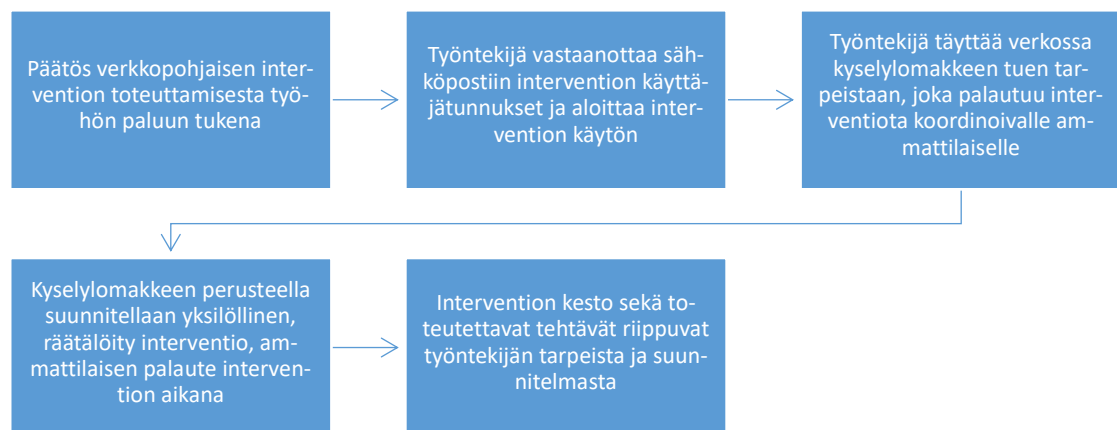 Päätös verkkopohjaisen inter-
vention toteuttamisesta työ-
hön paluun tukena
Työntekijä vastaanottaa säh-
köpostiin intervention käyttä-
jätunnukset ja aloittaa inter-
vention käytön
Työntekijä täyttää verkossa
kyselylomakkeen tuen tar-
peistaan, joka palautuu inter-
ventiota koordinoivalle am-
mattilaiselle
Kyselylomakkeen perusteella
suunnitellaan yksilöllinen,
räätälöity interventio, am-
mattilaisen palaute interven-
tion aikana
Intervention kesto sekä to-
teutettavat tehtävät riippuvat
työntekijän tarpeista ja suun-
nitelmasta